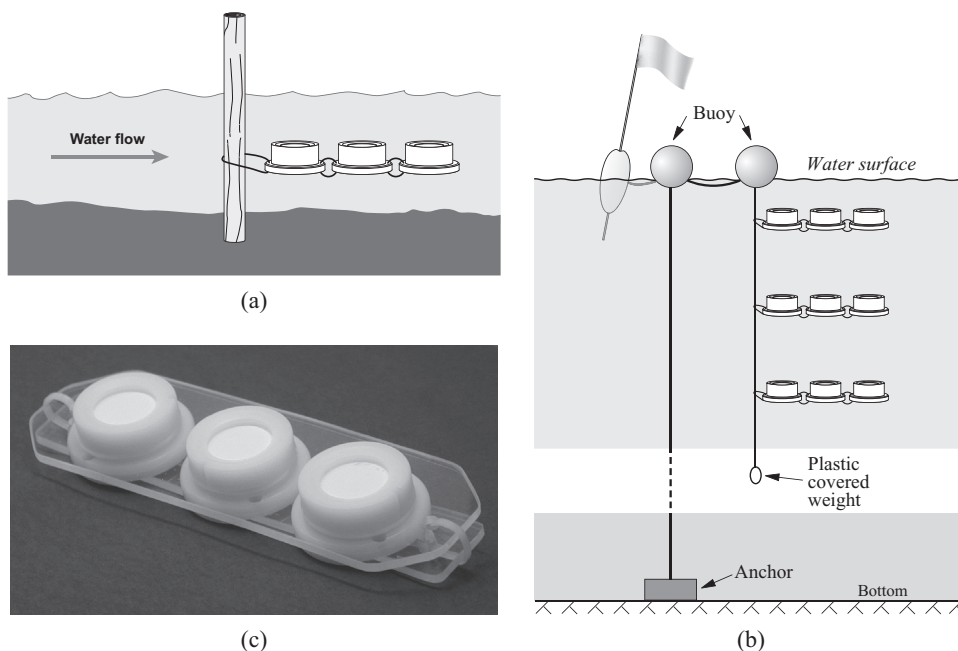 Water flow
(a)
(c)
Buoy
Water surface
Plastic
covered
weight
Anchor
Bottom
(b)